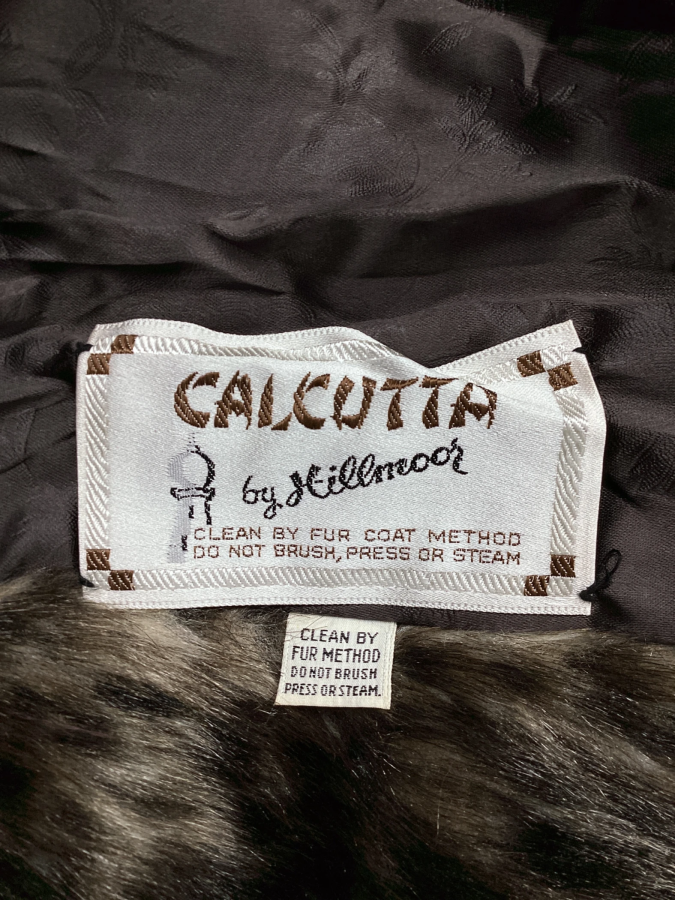 CALCUTTA
by Hillmoor
CLEAN BY FUR COAT METHOD
DO NOT BRUSH, PRESS OR STEAM
CLEAN BY
FUR METHOD
DO NOT BRUSH
PRESS OR STEAM.